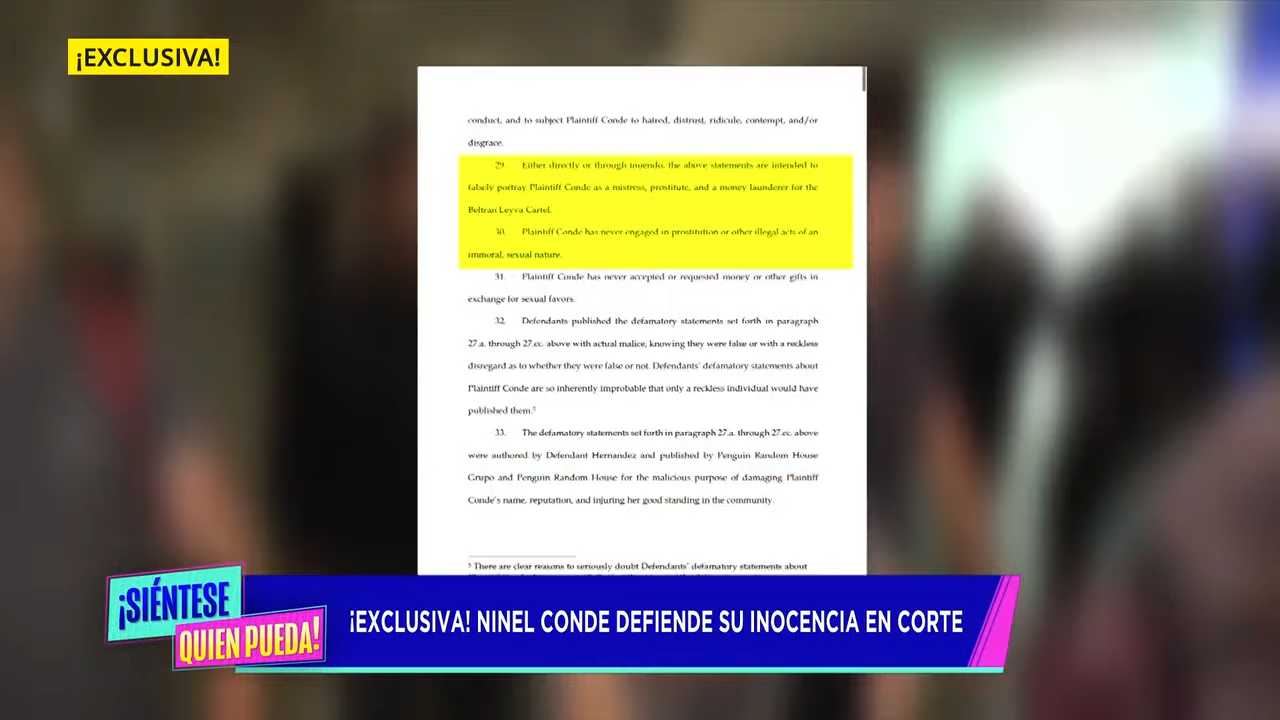 ¡EXCLUSIVA!
conduct, and to subject Plaintiff Conde to hatred, distrust, ridicule, contempt, and/or
disgrace.
29. Either directly or through inuendo, the above statements are intended to
falsely portray Plaintiff Conde as a mistress, prostitute, and a money launderer for the
Beltran Leyva Cartel.
30. Plaintiff Conde has never engaged in prostitution or other illegal acts of an
immoral, sexual nature.
31. Plaintiff Conde has never accepted or requested money or other gifts in
exchange for sexual favors.
32. Defendants published the defamatory statements set forth in paragraph
27.a. through 27.cc. above with actual malice, knowing they were false or with a reckless
disregard as to whether they were false or not. Defendants' defamatory statements about
Plaintiff Conde are so inherently improbable that only a reckless individual would have
published them.⁵
33. The defamatory statements set forth in paragraph 27.a. through 27.cc. above
were authored by Defendant Hernandez and published by Penguin Random House
Grupo and Penguin Random House for the malicious purpose of damaging Plaintiff
Conde's name, reputation, and injuring her good standing in the community.
⁵ There are clear reasons to seriously doubt Defendants' defamatory statements about
¡SIÉNTESE
QUIEN PUEDA!
¡EXCLUSIVA! NINEL CONDE DEFIENDE SU INOCENCIA EN CORTE